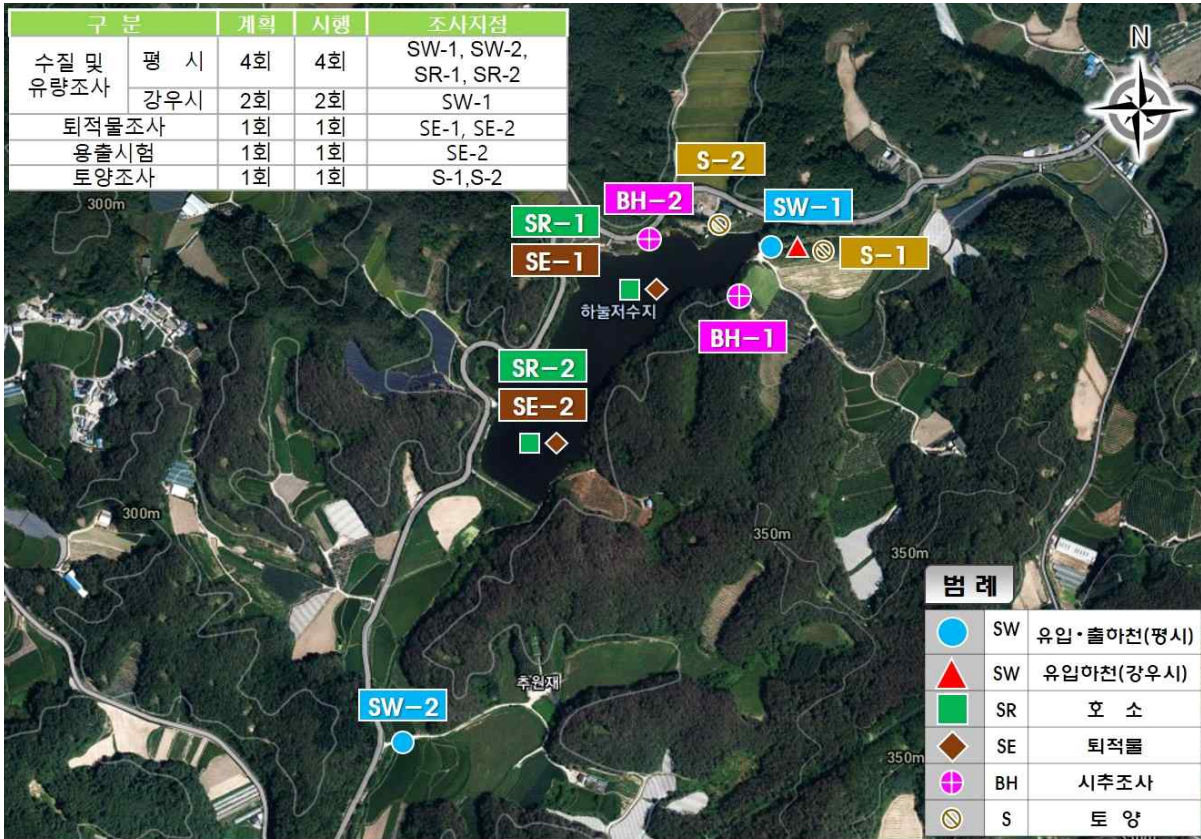 구 분 계획 시행 조사지점
수질 및 유량조사 평 시 4회 4회 SW-1, SW-2, SR-1, SR-2
강우시 2회 2회 SW-1
퇴적물조사 1회 1회 SE-1, SE-2
용출시험 1회 1회 SE-2
토양조사 1회 1회 S-1,S-2
N
300m
S-2
BH-2
SW-1
SR-1
SE-1
S-1
하눌저수지
BH-1
SR-2
SE-2
300m
350m
350m
추원재
SW-2
350m
범 례
SW 유입·출하천(평시)
SW 유입하천(강우시)
SR 호 소
SE 퇴적물
BH 시추조사
S 토 양